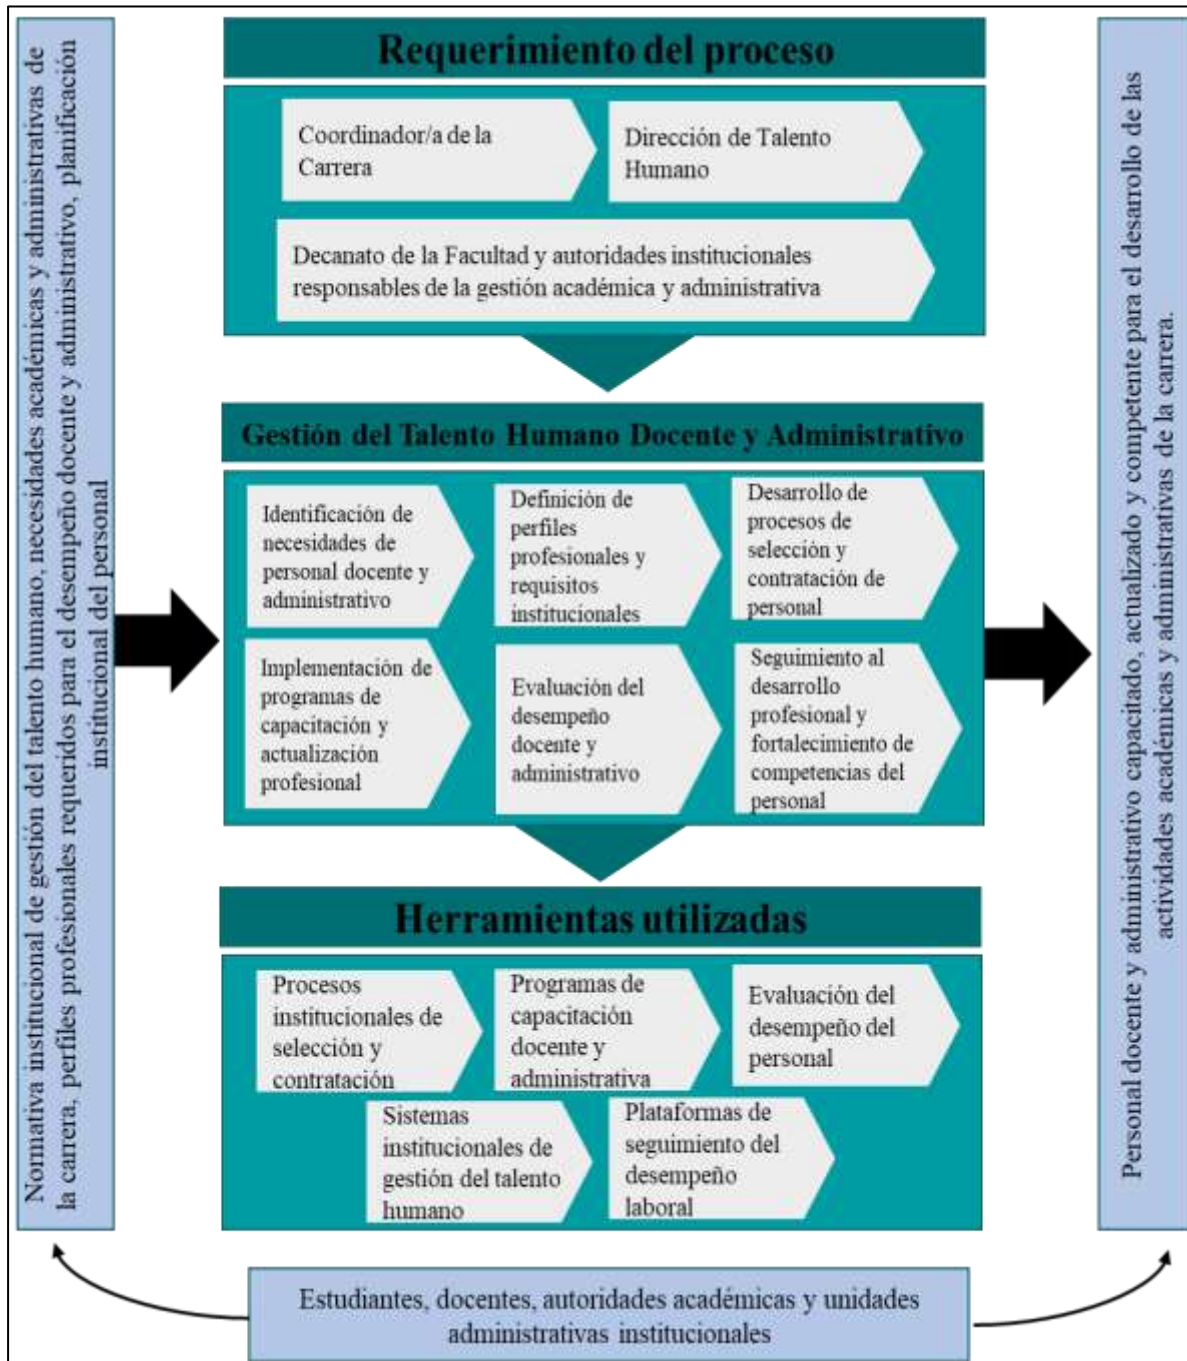 Normativa institucional de gestión del talento humano, necesidades académicas y administrativas de
la carrera, perfiles profesionales requeridos para el desempeño docente y administrativo, planificación
institucional del personal
Requerimiento del proceso
Coordinador/a de la
Carrera
Dirección de Talento
Humano
Decanato de la Facultad y autoridades institucionales
responsables de la gestión académica y administrativa
Gestión del Talento Humano Docente y Administrativo
Identificación de
necesidades de
personal docente y
administrativo
Definición de
perfiles
profesionales y
requisitos
institucionales
Desarrollo de
procesos de
selección y
contratación de
personal
Implementación de
programas de
capacitación y
actualización
profesional
Evaluación del
desempeño
docente y
administrativo
Seguimiento al
desarrollo
profesional y
fortalecimiento de
competencias del
personal
Herramientas utilizadas
Procesos
institucionales de
selección y
contratación
Programas de
capacitación
docente y
administrativa
Evaluación del
desempeño del
personal
Sistemas
institucionales de
gestión del talento
humano
Plataformas de
seguimiento del
desempeño
laboral
Personal docente y administrativo capacitado, actualizado y competente para el desarrollo de las
actividades académicas y administrativas de la carrera.
Estudiantes, docentes, autoridades académicas y unidades
administrativas institucionales